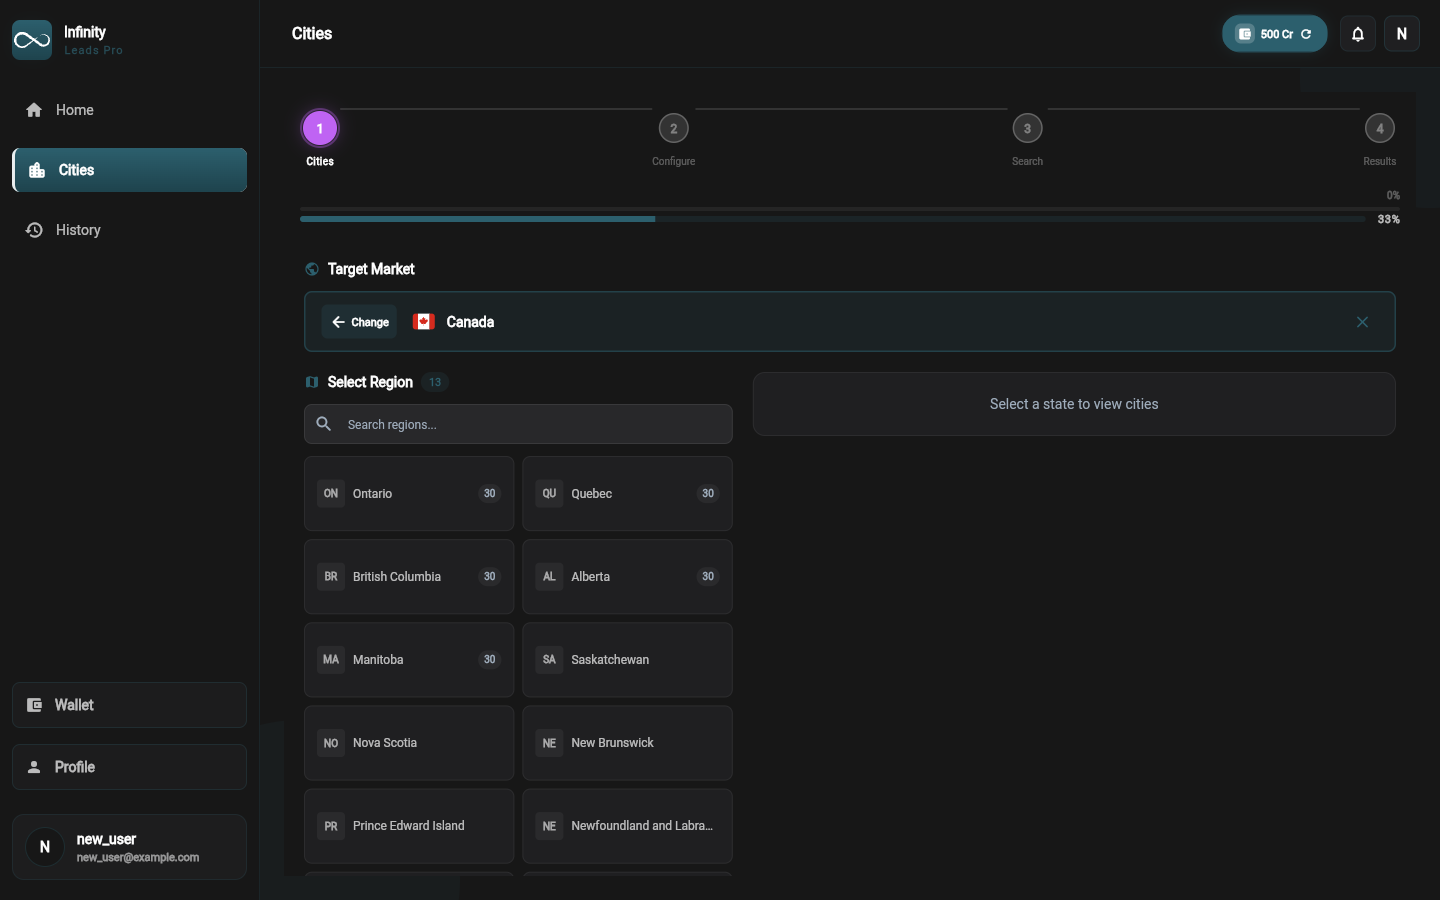 Infinity
Leads Pro
Home
Cities
History
Wallet
Profile
N
new_user
new_user@example.com
Cities
500 Cr
N
1
Cities
2
Configure
3
Search
4
Results
0%
33%
Target Market
Change
Canada
Select Region 13
Search regions...
ON Ontario 30
QU Quebec 30
BR British Columbia 30
AL Alberta 30
MA Manitoba 30
SA Saskatchewan
NO Nova Scotia
NE New Brunswick
PR Prince Edward Island
NE Newfoundland and Labra...
Select a state to view cities